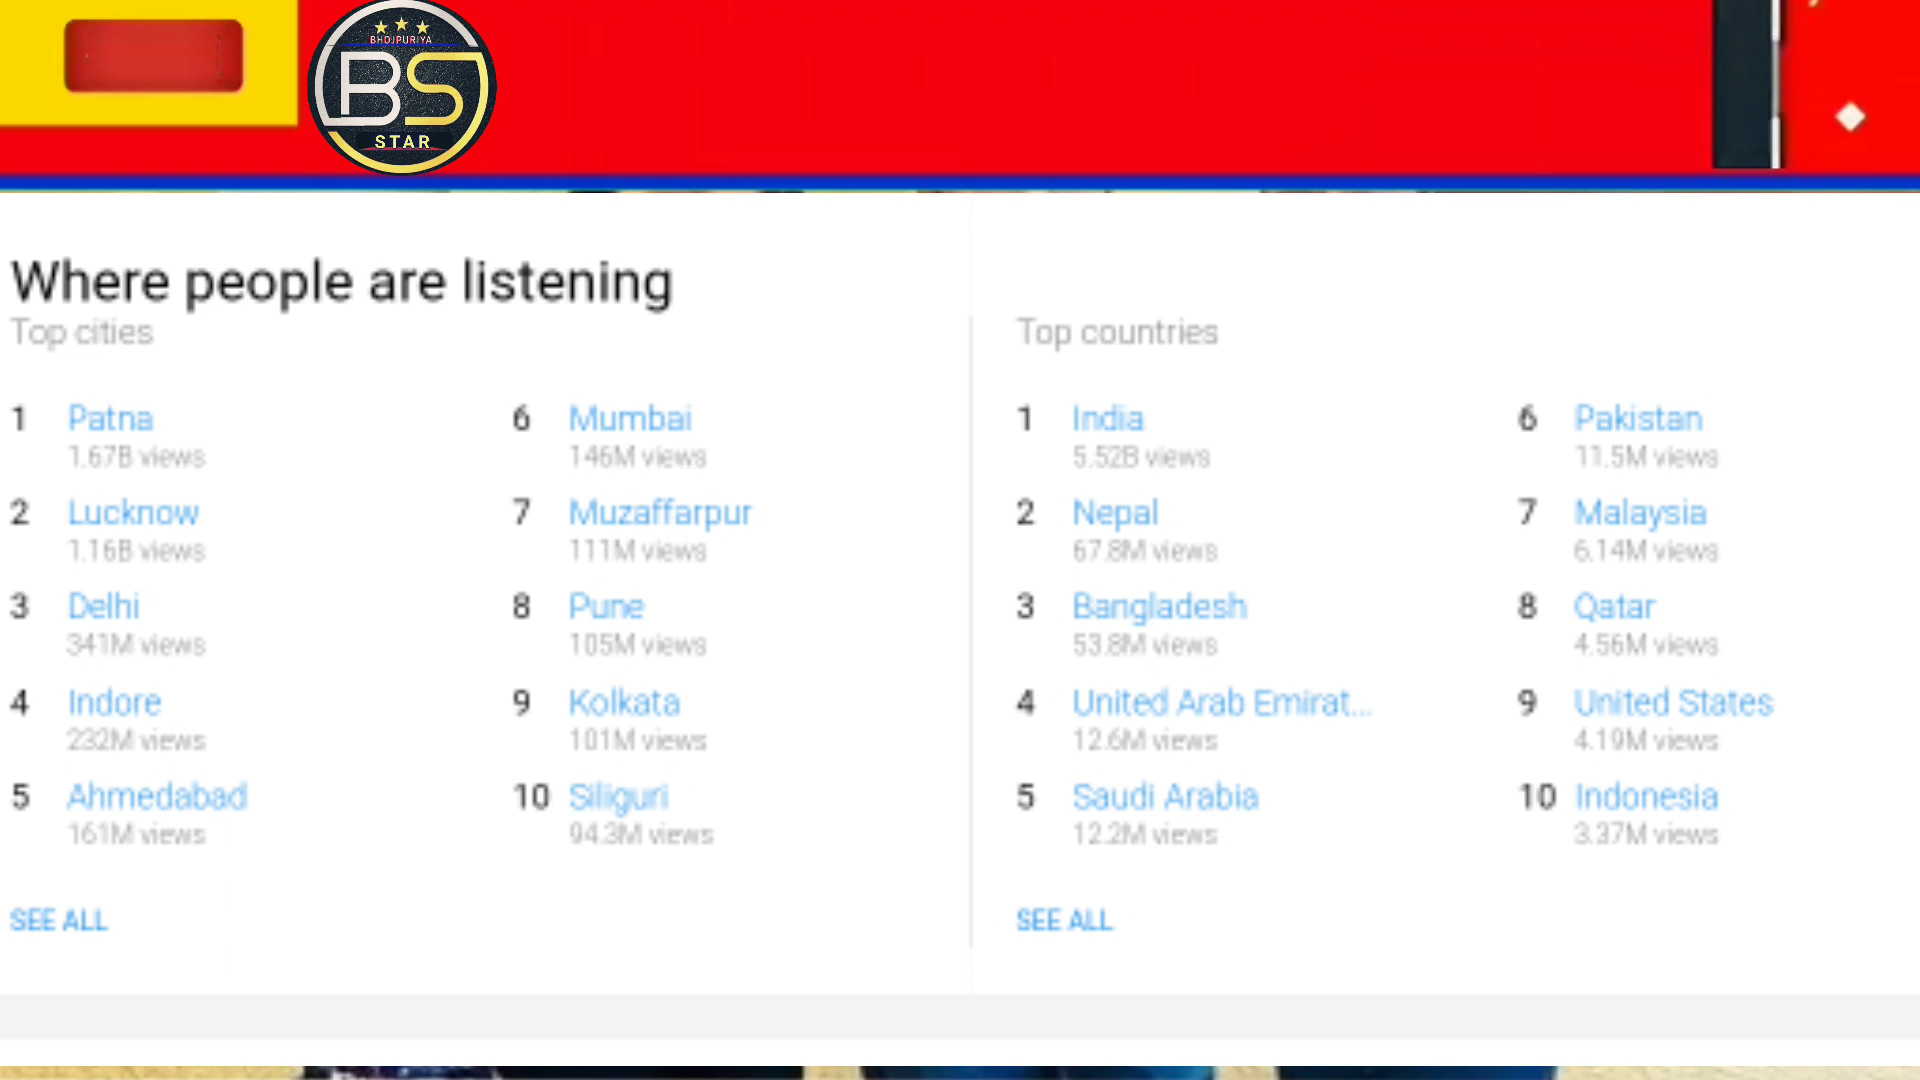 BHOJPURIYA
BS
STAR
Where people are listening
Top cities
1 Patna
1.67B views
2 Lucknow
1.16B views
3 Delhi
341M views
4 Indore
232M views
5 Ahmedabad
161M views
6 Mumbai
146M views
7 Muzaffarpur
111M views
8 Pune
105M views
9 Kolkata
101M views
10 Siliguri
94.3M views
SEE ALL
Top countries
1 India
5.52B views
2 Nepal
67.8M views
3 Bangladesh
53.8M views
4 United Arab Emirat...
12.6M views
5 Saudi Arabia
12.2M views
6 Pakistan
11.5M views
7 Malaysia
6.14M views
8 Qatar
4.56M views
9 United States
4.19M views
10 Indonesia
3.37M views
SEE ALL